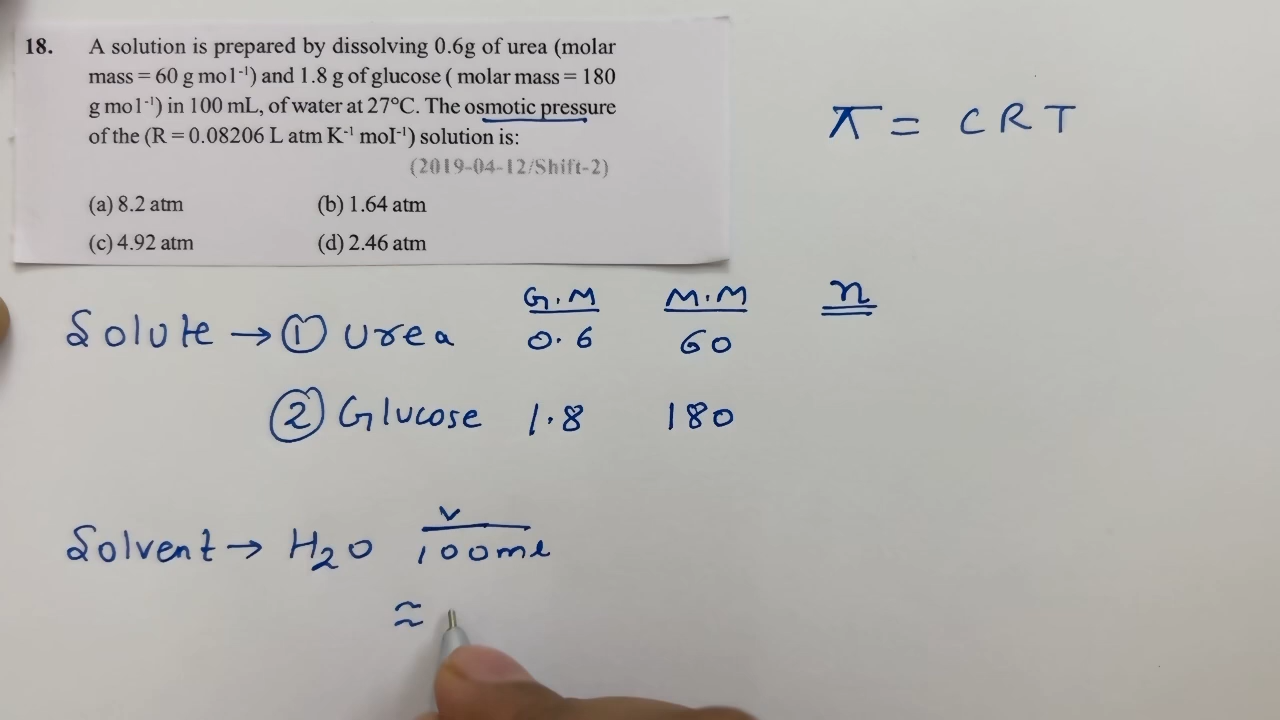 18. A solution is prepared by dissolving 0.6g of urea (molar
mass = 60 g mol⁻¹) and 1.8 g of glucose ( molar mass = 180
g mol⁻¹) in 100 mL, of water at 27°C. The osmotic pressure
of the (R = 0.08206 L atm K⁻¹ moI⁻¹) solution is:
(2019-04-12/Shift-2)
(a) 8.2 atm (b) 1.64 atm
(c) 4.92 atm (d) 2.46 atm
π = CRT
G.M M.M n
Solute → ① Urea 0.6 60
② Glucose 1.8 180
V
Solvent → H₂O 100ml
≈